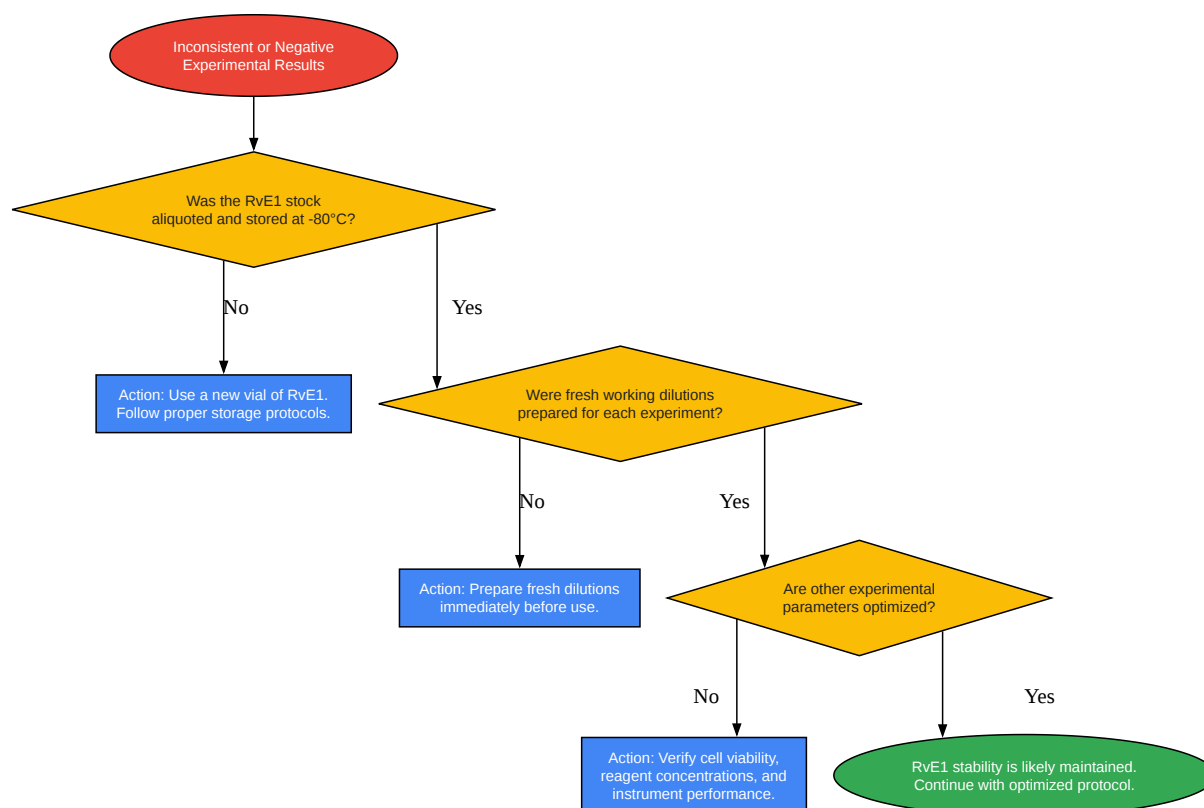 Inconsistent or Negative
Experimental Results
Was the RvE1 stock
aliquoted and stored at -80°C?
No
Yes
Action: Use a new vial of RvE1.
Follow proper storage protocols.
Were fresh working dilutions
prepared for each experiment?
No
Yes
Action: Prepare fresh dilutions
immediately before use.
Are other experimental
parameters optimized?
No
Yes
Action: Verify cell viability,
reagent concentrations, and
instrument performance.
RvE1 stability is likely maintained.
Continue with optimized protocol.